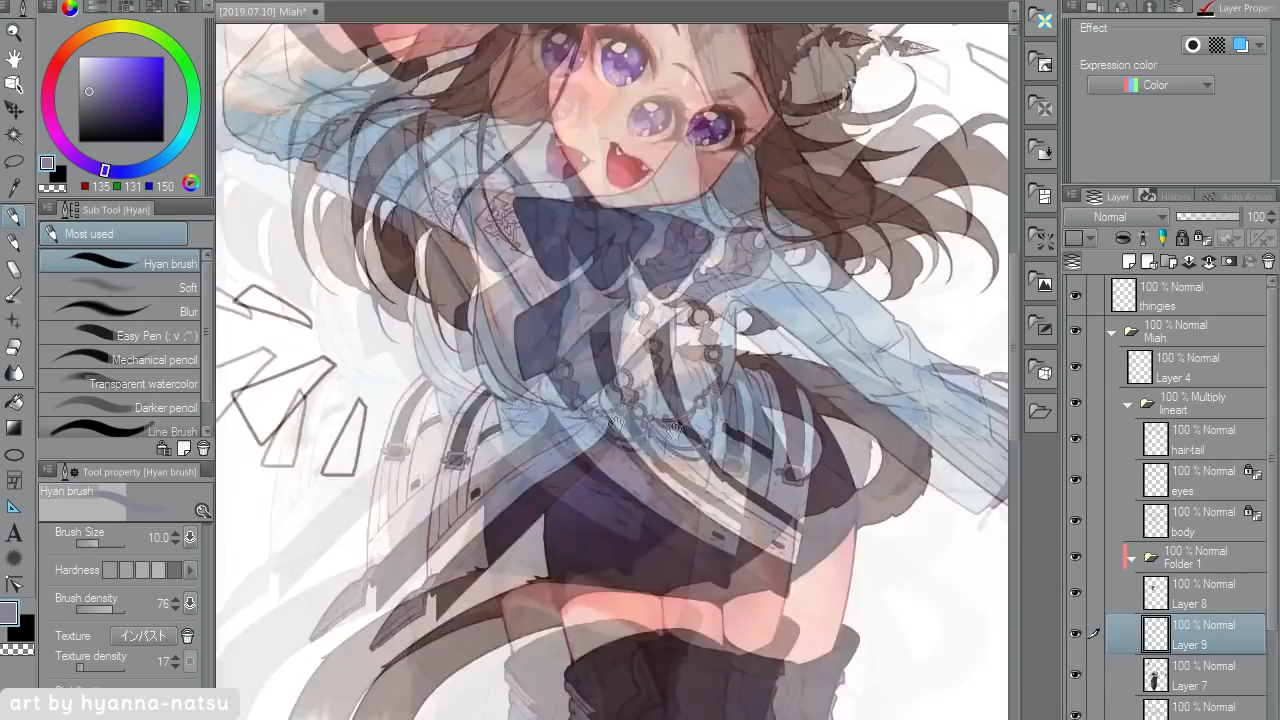 [2019.07.10] Miah*
Layer Propert
Effect
Expression color
Color
135 131 150
Sub Tool [Hyan]
Most used
Hyan brush
Soft
Blur
Easy Pen (; v ;"")
Mechanical pencil
Transparent watercolor
Darker pencil
Line Brush
Tool property [Hyan brush]
Hyan brush
Brush Size 10.0
Hardness
Brush density 76
Texture インパスト
Texture density 17
Layer History Auto Action
Normal 100
100 % Normal
thingies
100 % Normal
Miah
100 % Normal
Layer 4
100 % Multiply
lineart
100 % Normal
hair-tail
100 % Normal
eyes
100 % Normal
body
100 % Normal
Folder 1
100 % Normal
Layer 8
100 % Normal
Layer 9
100 % Normal
Layer 7
100 % Normal
art by hyanna-natsu